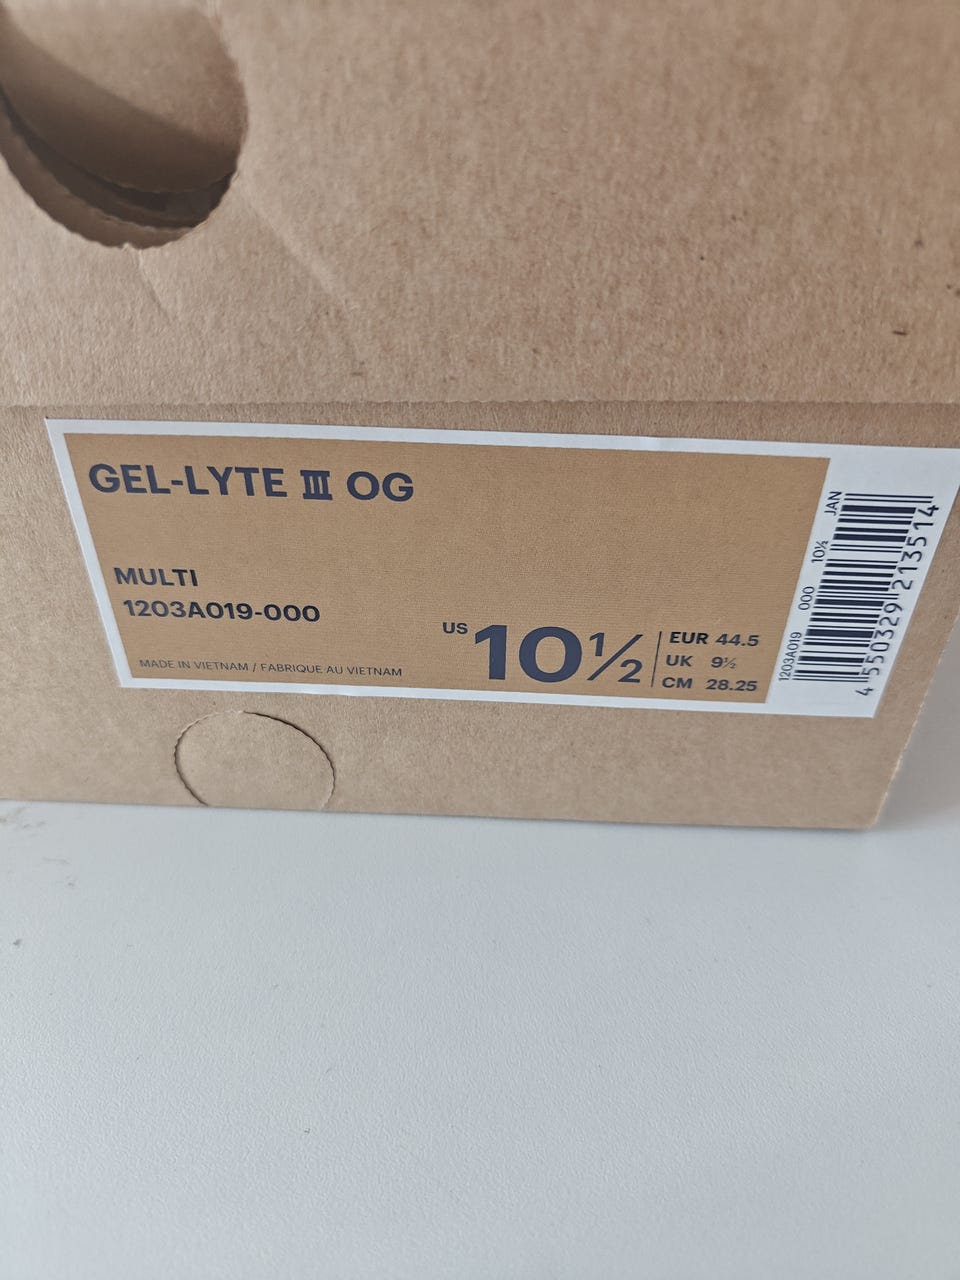 GEL-LYTE III OG
MULTI
1203A019-000
MADE IN VIETNAM / FABRIQUE AU VIETNAM
US 10½
EUR 44.5
UK 9½
CM 28.25
1203A019 000 10½ JAN
4 550329 213514